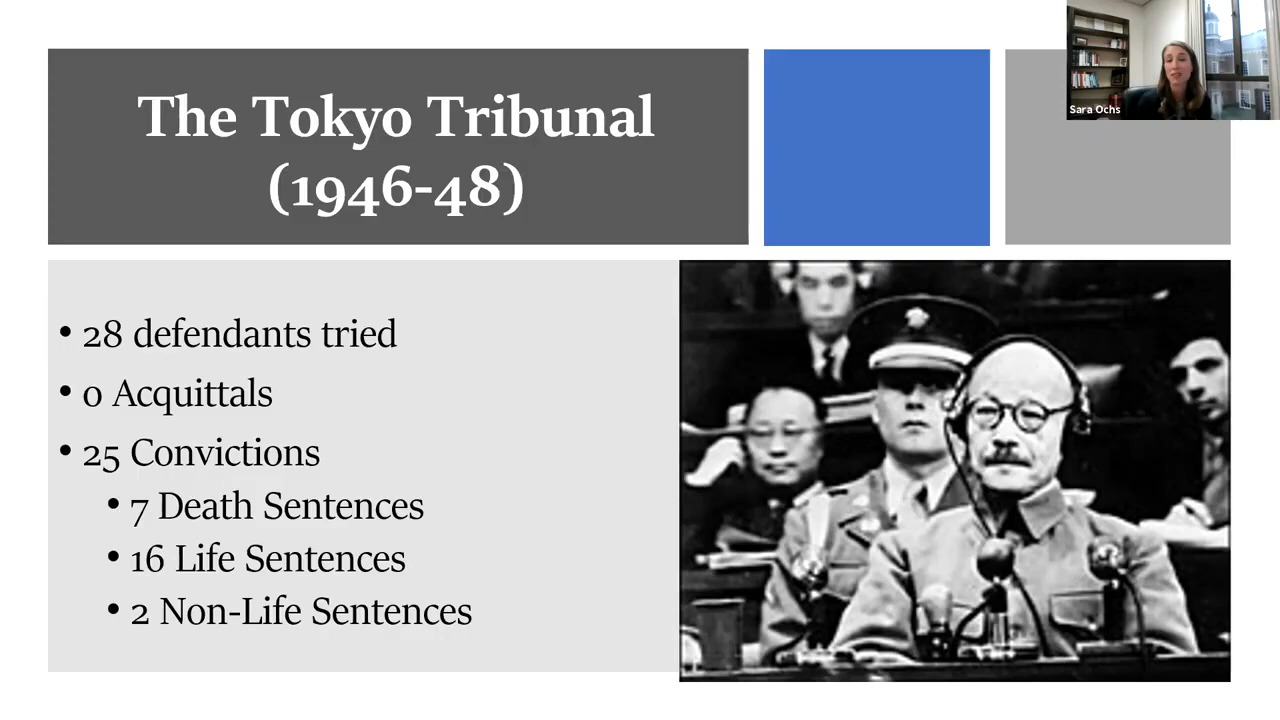 The Tokyo Tribunal
(1946-48)
Sara Ochs
• 28 defendants tried
• 0 Acquittals
• 25 Convictions
• 7 Death Sentences
• 16 Life Sentences
• 2 Non-Life Sentences